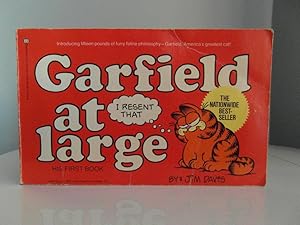 Introducing fifteen pounds of furry feline philosophy—Garfield, America's greatest cat!
Garfield
at
large
I RESENT
THAT
THE
NATIONWIDE
BEST-
SELLER
HIS FIRST BOOK
BY JIM DAVIS